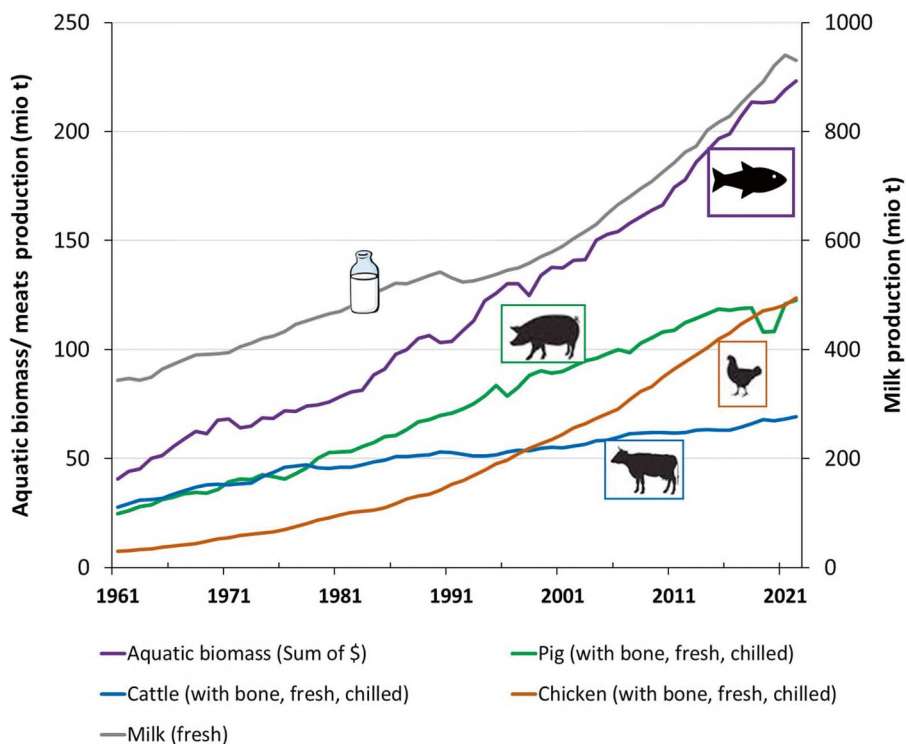 250
200
150
100
50
0
Aquatic biomass/ meats  production (mio t)
1000
800
600
400
200
0
Milk production (mio t)
1961
1971
1981
1991
2001
2011
2021
Aquatic biomass (Sum of $)
Pig (with bone, fresh, chilled)
Cattle (with bone, fresh, chilled)
Chicken (with bone, fresh, chilled)
Milk (fresh)